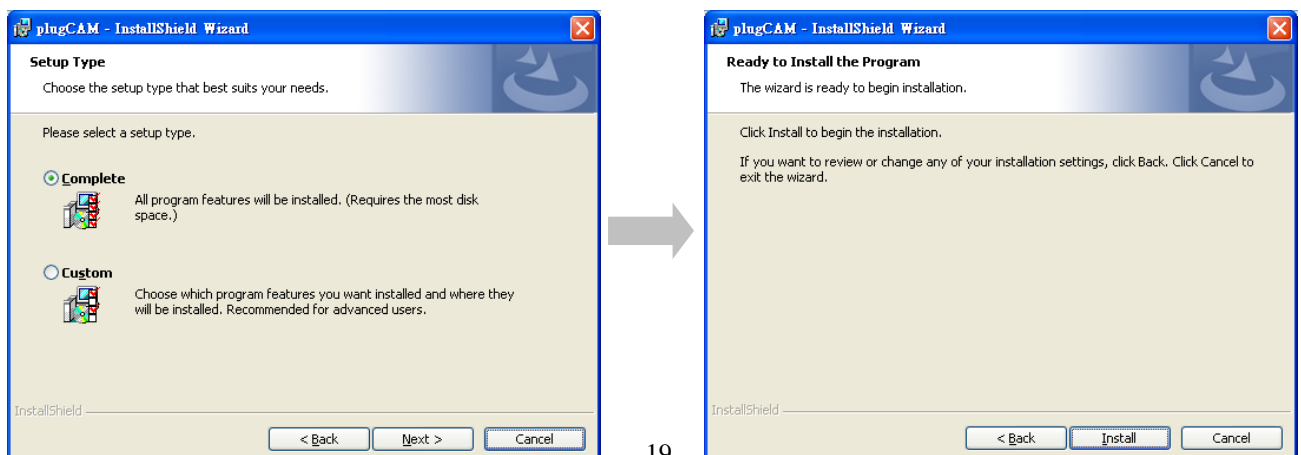 plugCAM - InstallShield Wizard
Setup Type
Choose the setup type that best suits your needs.
Please select a setup type.
Complete
All program features will be installed. (Requires the most disk
space.)
Custom
Choose which program features you want installed and where they
will be installed. Recommended for advanced users.
InstallShield
< Back
Next >
Cancel
plugCAM - InstallShield Wizard
Ready to Install the Program
The wizard is ready to begin installation.
Click Install to begin the installation.
If you want to review or change any of your installation settings, click Back. Click Cancel to
exit the wizard.
InstallShield
< Back
Install
Cancel
19